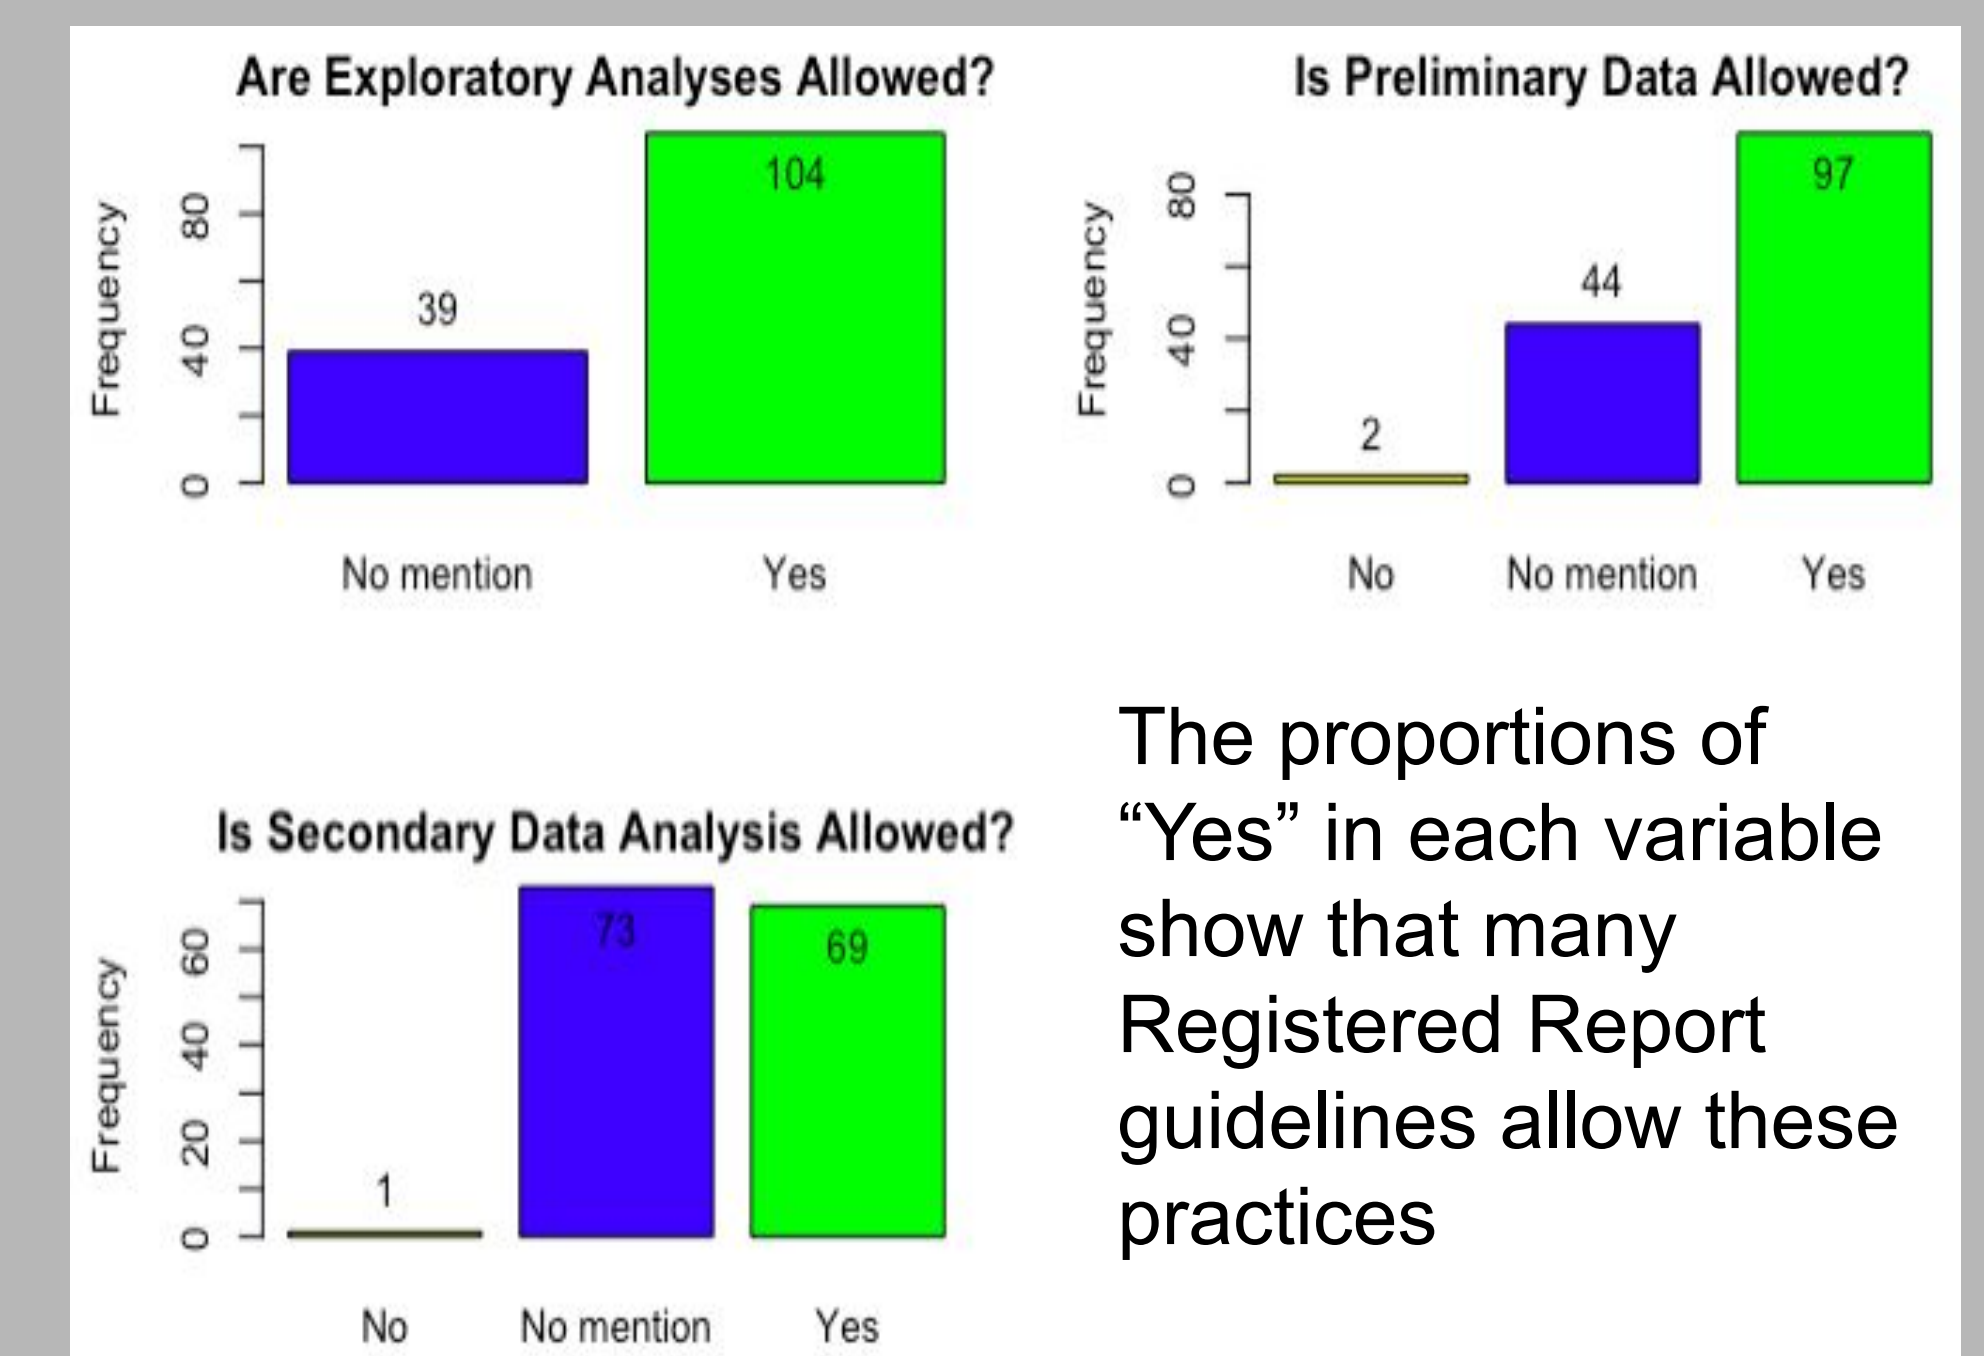 Are Exploratory Analyses Allowed?
Frequency
0
40
80
39
104
No mention
Yes
Is Preliminary Data Allowed?
Frequency
0
40
80
2
44
97
No
No mention
Yes
Is Secondary Data Analysis Allowed?
Frequency
0
20
40
60
1
73
69
No
No mention
Yes
The proportions of
“Yes” in each variable
show that many
Registered Report
guidelines allow these
practices